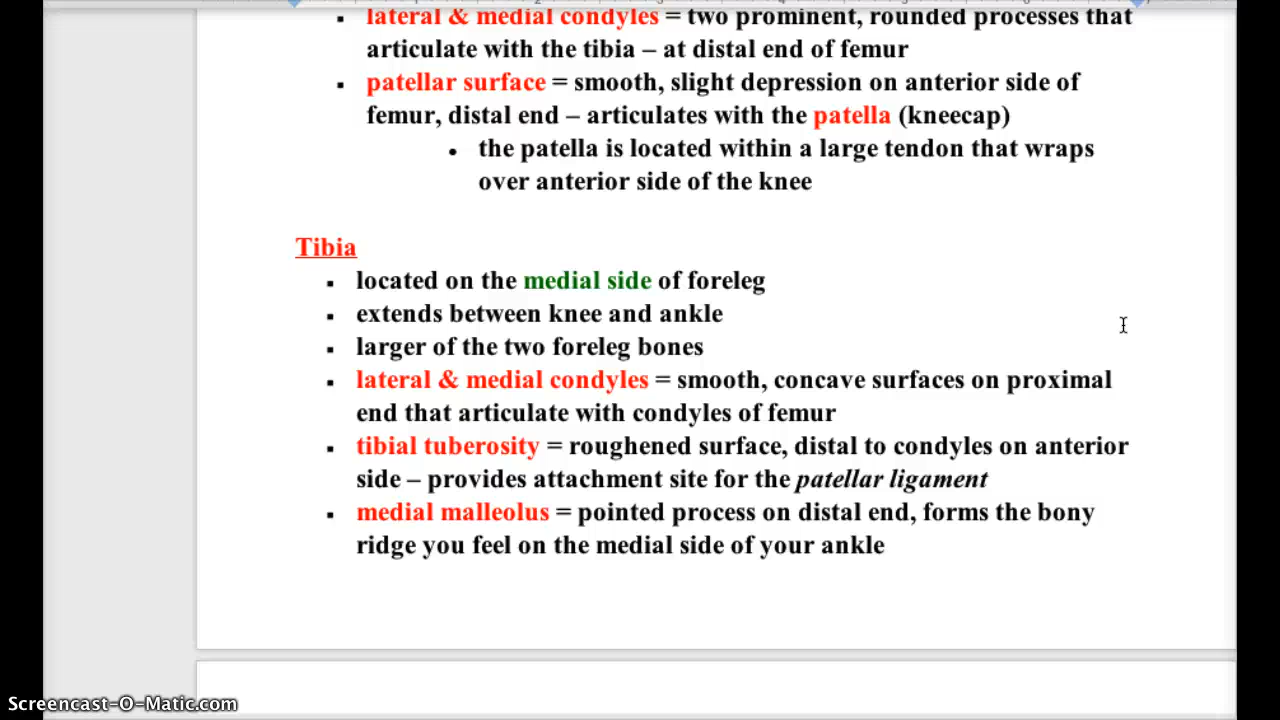 lateral & medial condyles = two prominent, rounded processes that
articulate with the tibia – at distal end of femur
patellar surface = smooth, slight depression on anterior side of
femur, distal end – articulates with the patella (kneecap)
the patella is located within a large tendon that wraps
over anterior side of the knee
Tibia
located on the medial side of foreleg
extends between knee and ankle
larger of the two foreleg bones
lateral & medial condyles = smooth, concave surfaces on proximal
end that articulate with condyles of femur
tibial tuberosity = roughened surface, distal to condyles on anterior
side – provides attachment site for the patellar ligament
medial malleolus = pointed process on distal end, forms the bony
ridge you feel on the medial side of your ankle
Screencast-O-Matic.com